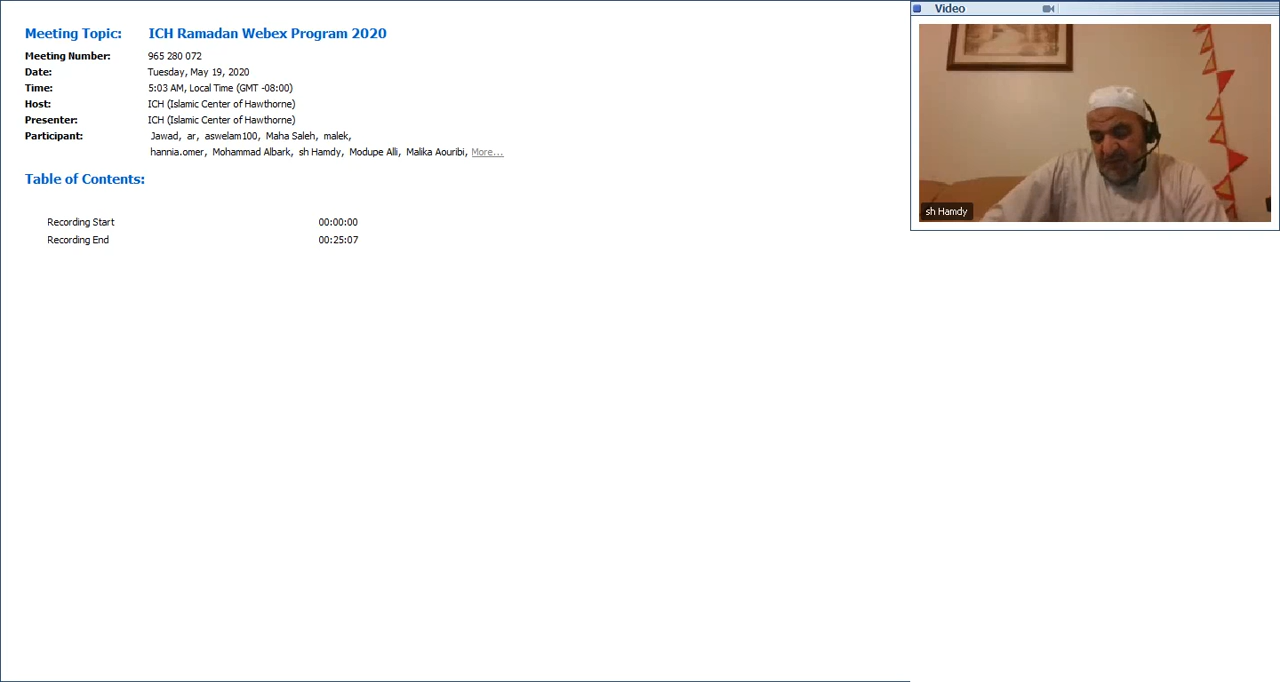 Meeting Topic: ICH Ramadan Webex Program 2020
Meeting Number: 965 280 072
Date: Tuesday, May 19, 2020
Time: 5:03 AM, Local Time (GMT -08:00)
Host: ICH (Islamic Center of Hawthorne)
Presenter: ICH (Islamic Center of Hawthorne)
Participant: Jawad, ar, aswelam100, Maha Saleh, malek,
hannia.omer, Mohammad Albark, sh Hamdy, Modupe Alli, Malika Aouribi, More...
Table of Contents:
Recording Start 00:00:00
Recording End 00:25:07
Video
sh Hamdy